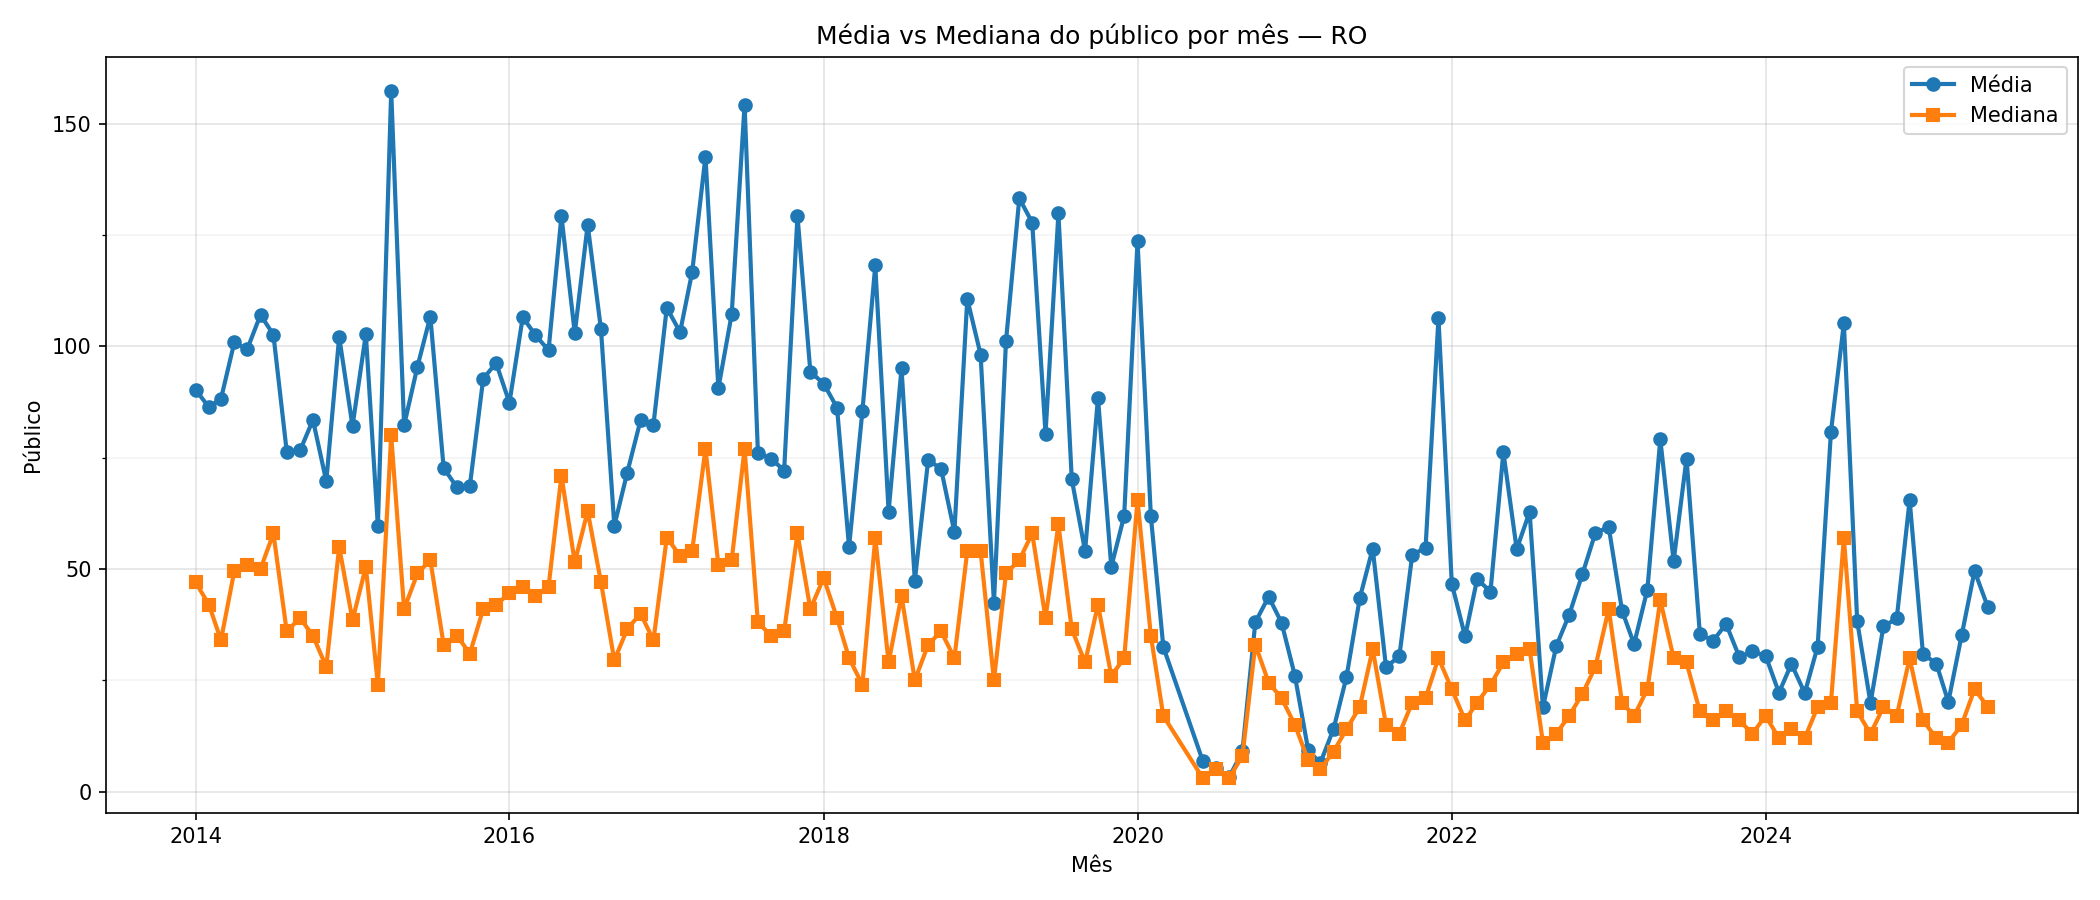 Média vs Mediana do público por mês — RO
Média
Mediana
Público
150
100
50
0
2014 2016 2018 2020 2022 2024
Mês